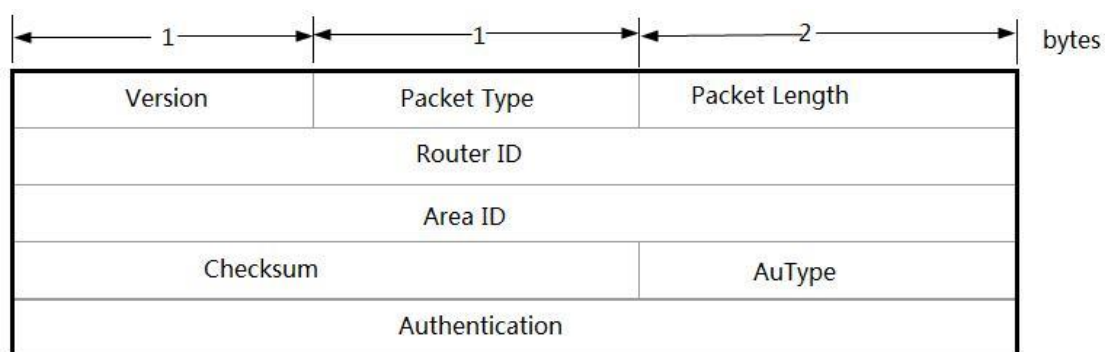 1 1 2 bytes
Version Packet Type Packet Length
Router ID
Area ID
Checksum AuType
Authentication